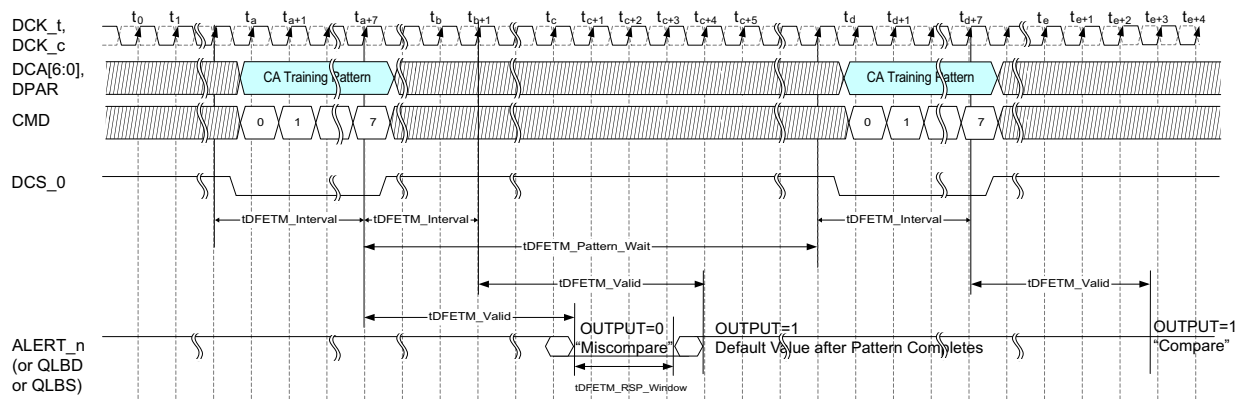 DCK_t,
DCK_c
t0 t1 ta ta+1 ta+7 tb tb+1 tc tc+1 tc+2 tc+3 tc+4 tc+5 td td+1 td+7 te te+1 te+2 te+3 te+4
DCA[6:0],
DPAR
CA Training Pattern CA Training Pattern
CMD
0 1 7 0 1 7
DCS_0
tDFETM_Interval tDFETM_Interval tDFETM_Interval
tDFETM_Pattern_Wait
tDFETM_Valid tDFETM_Valid
tDFETM_Valid
ALERT_n
(or QLBD
or QLBS)
OUTPUT=0
"Miscompare"
OUTPUT=1
Default Value after Pattern Completes
OUTPUT=1
"Compare"
tDFETM_RSP_Window